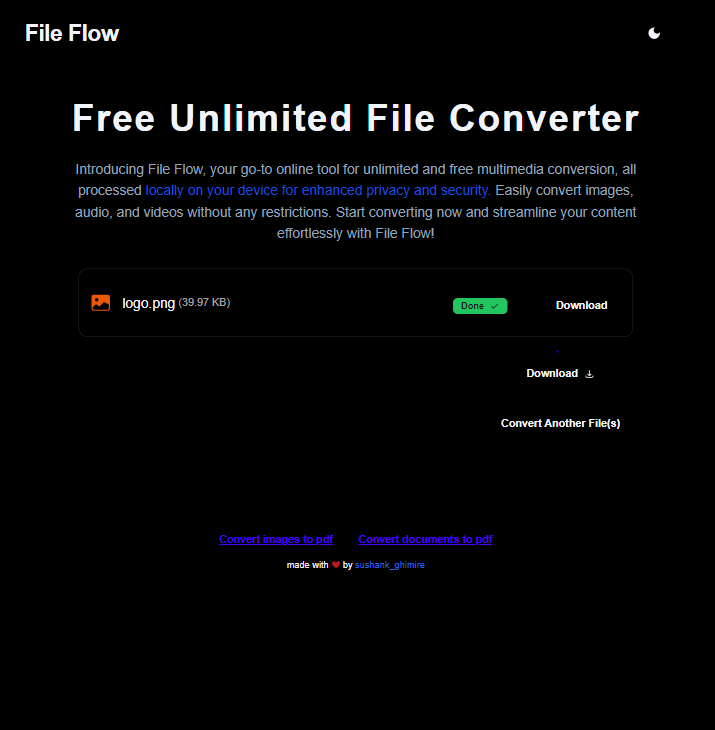 File Flow
Free Unlimited File Converter
Introducing File Flow, your go-to online tool for unlimited and free multimedia conversion, all
processed locally on your device for enhanced privacy and security. Easily convert images,
audio, and videos without any restrictions. Start converting now and streamline your content
effortlessly with File Flow!
logo.png (39.97 KB) Done Download
Download
Convert Another File(s)
Convert images to pdf Convert documents to pdf
made with ❤ by sushank_ghimire